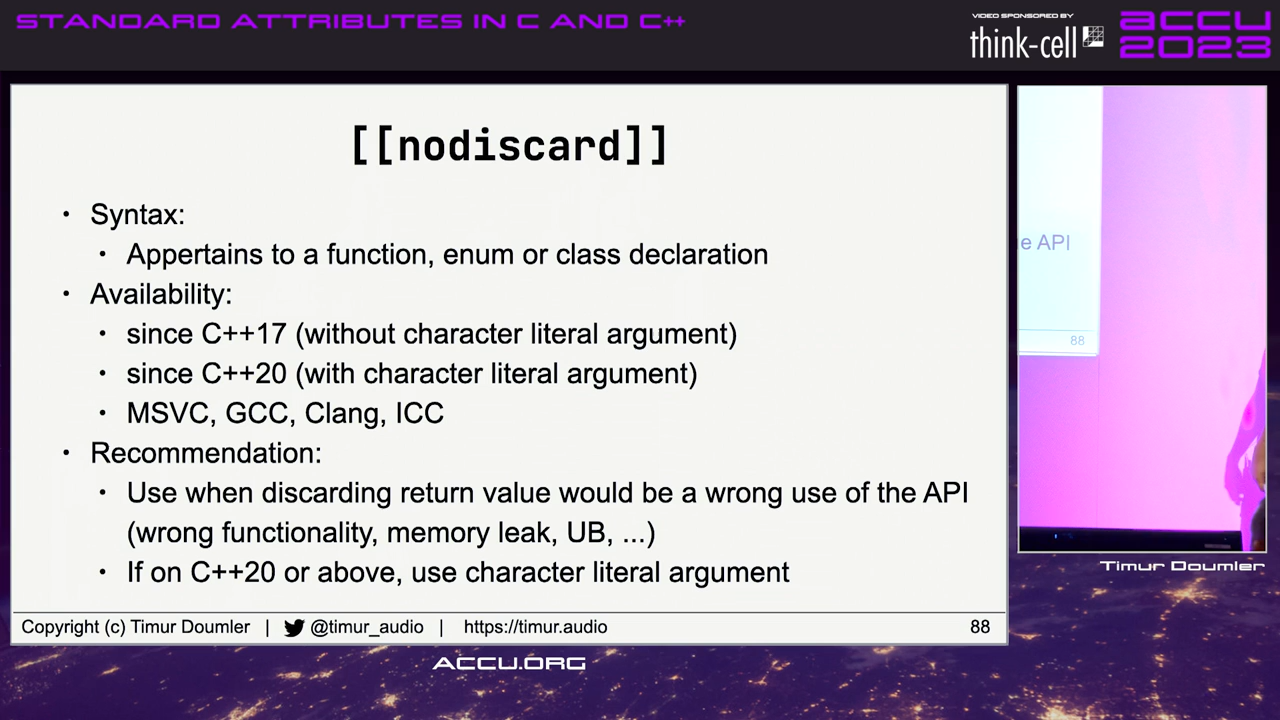 STANDARD ATTRIBUTES IN C AND C++
VIDEO SPONSORED BY
think-cell
ACCU
2023
[[nodiscard]]
• Syntax:
• Appertains to a function, enum or class declaration
• Availability:
• since C++17 (without character literal argument)
• since C++20 (with character literal argument)
• MSVC, GCC, Clang, ICC
• Recommendation:
• Use when discarding return value would be a wrong use of the API
(wrong functionality, memory leak, UB, ...)
• If on C++20 or above, use character literal argument
Copyright (c) Timur Doumler | @timur_audio | https://timur.audio
88
e API
88
Timur Doumler
ACCU.ORG